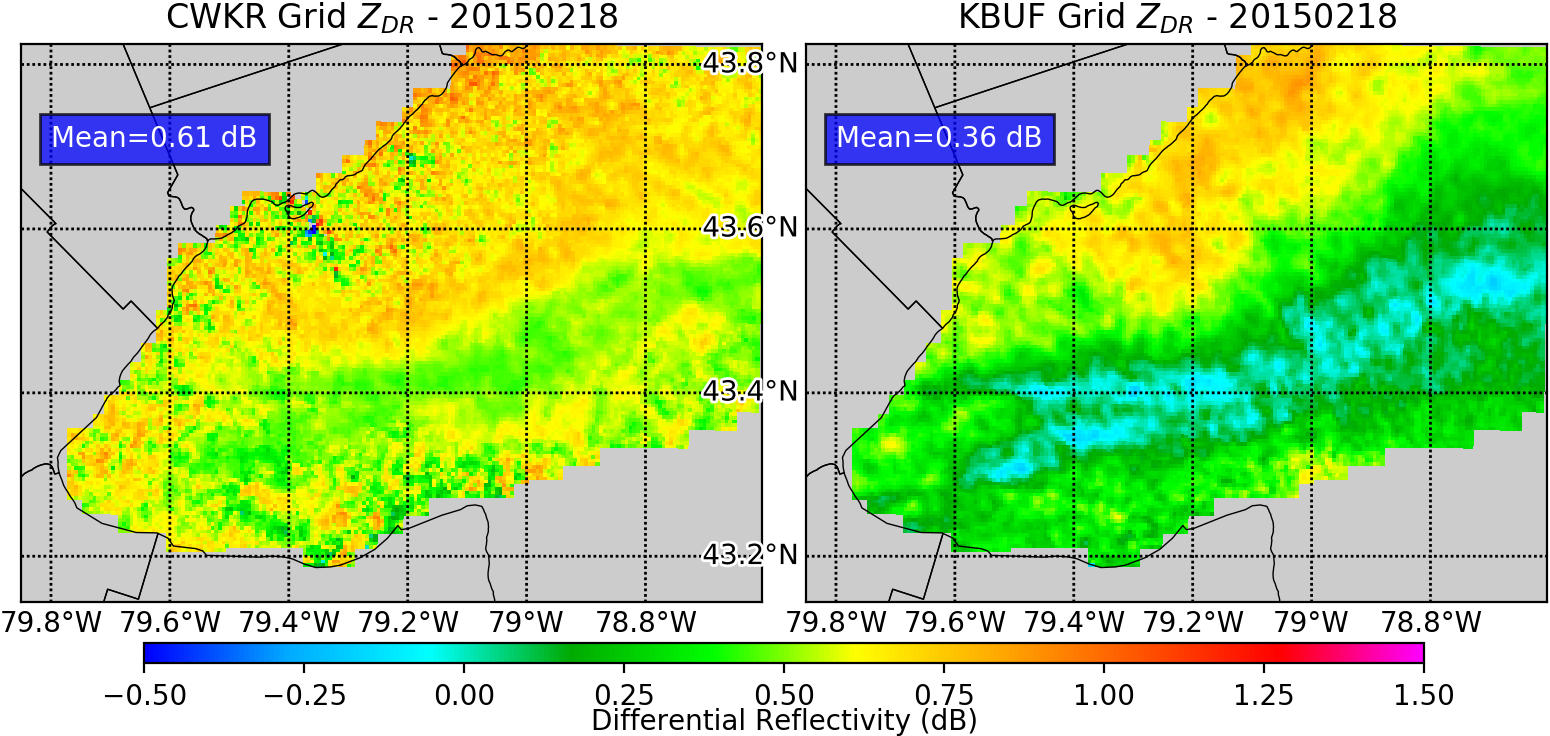 CWKR Grid Z_DR - 20150218
KBUF Grid Z_DR - 20150218
43.8°N
Mean=0.61 dB
Mean=0.36 dB
43.6°N
43.4°N
43.2°N
79.8°W 79.6°W 79.4°W 79.2°W 79°W 78.8°W
79.8°W 79.6°W 79.4°W 79.2°W 79°W 78.8°W
−0.50 −0.25 0.00 0.25 0.50 0.75 1.00 1.25 1.50
Differential Reflectivity (dB)